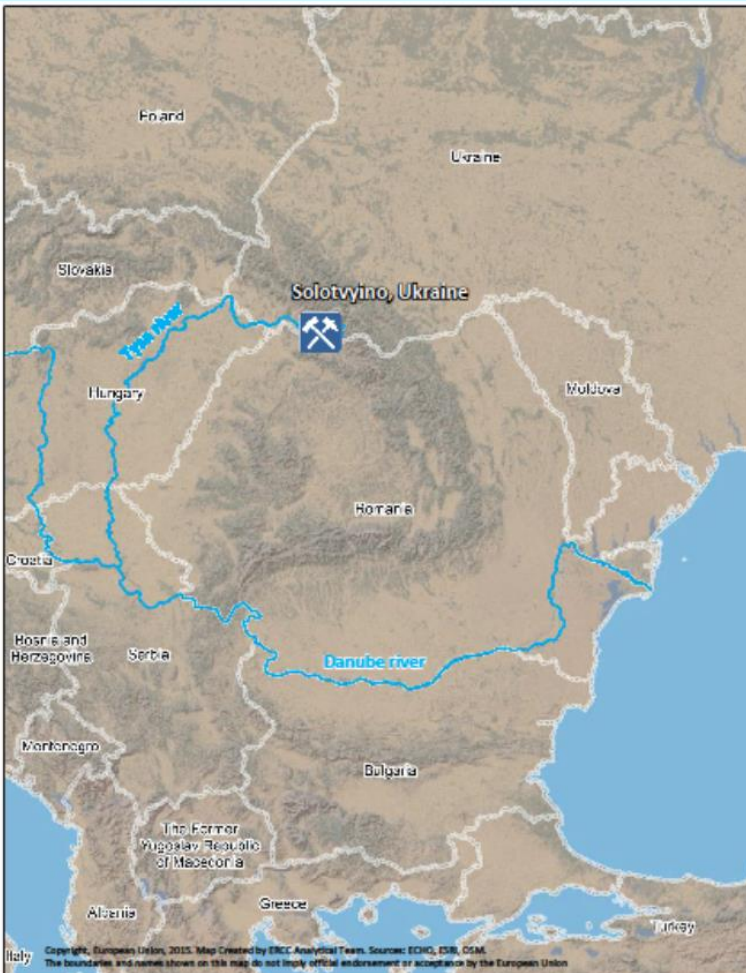 Poland
Ukraine
Slovakia
Solotvyino, Ukraine
Tysa river
Hungary
Moldova
Romania
Croatia
Bosnia and
Herzegovina
Serbia
Danube river
Montenegro
Bulgaria
The Former
Yugoslav Republic
of Macedonia
Albania
Greece
Turkey
Italy
Copyright, European Union, 2015. Map Created by ERCC Analytical Team. Sources: ECHO, ESRI, OSM.
The boundaries and names shown on this map do not imply official endorsement or acceptance by the European Union